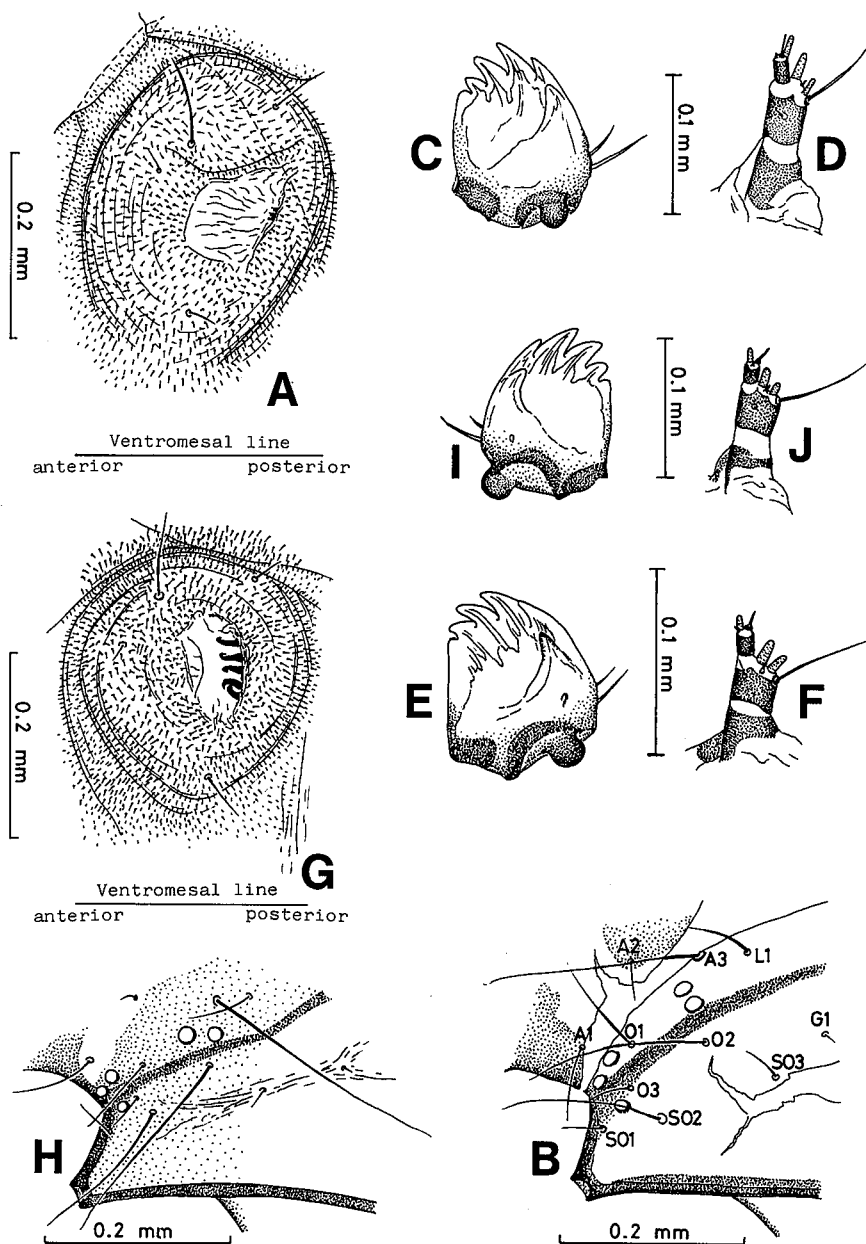 C
0.1 mm
D
0.2 mm
A
Ventromesal line
anterior posterior
I
0.1 mm
J
0.2 mm
G
E
0.1 mm
F
Ventromesal line
anterior posterior
A2
A3
L1
A1
O1
O2
G1
SO3
O3
SO2
SO1
H
B
0.2 mm
0.2 mm